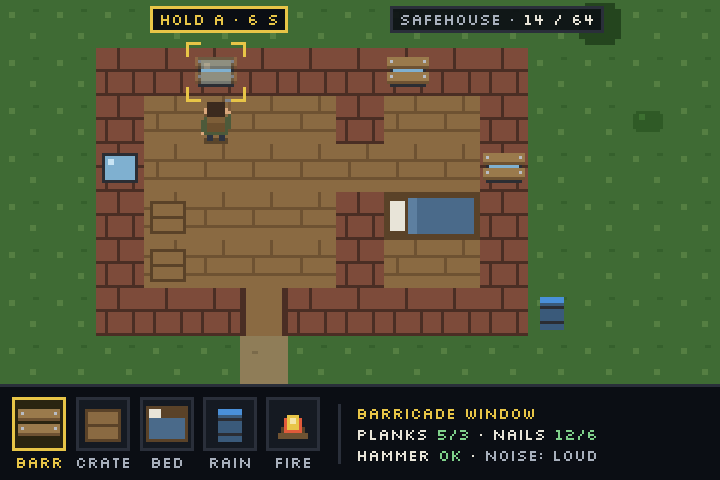 HOLD A · 6 S
SAFEHOUSE · 14 / 64
BARR
CRATE
BED
RAIN
FIRE
BARRICADE WINDOW
PLANKS 5/3 · NAILS 12/6
HAMMER OK · NOISE: LOUD